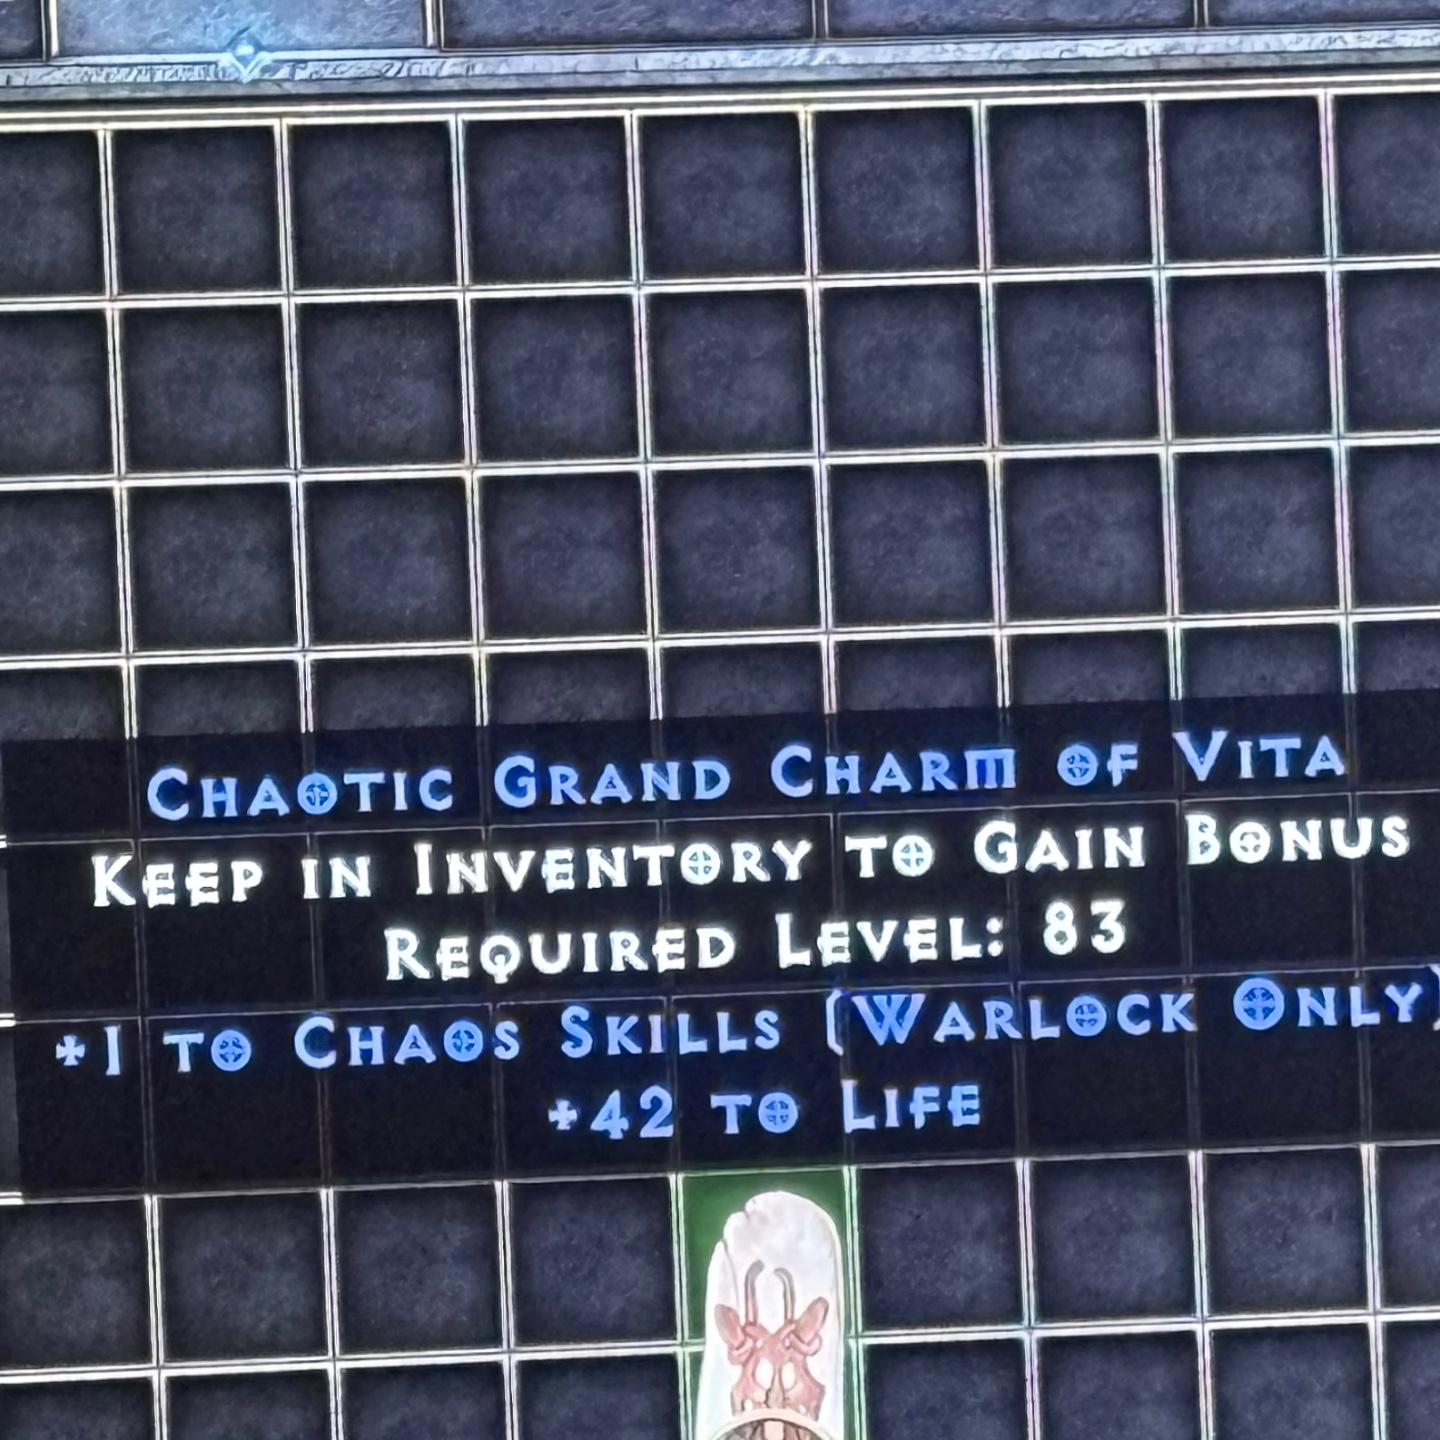 Chaotic Grand Charm of Vita
Keep in Inventory to Gain Bonus
Required Level: 83
+1 to Chaos Skills (Warlock Only)
+42 to Life